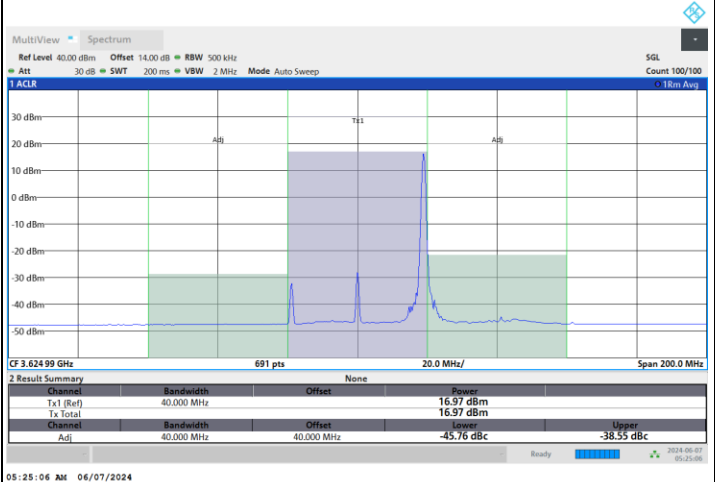 MultiView Spectrum
Ref Level 40.00 dBm Offset 14.00 dB RBW 500 kHz SGL
Att 30 dB SWT 200 ms VBW 2 MHz Mode Auto Sweep Count 100/100
1 ACLR 1Rm Avg
Tx1
Adj Adj
30 dBm
20 dBm
10 dBm
0 dBm
-10 dBm
-20 dBm
-30 dBm
-40 dBm
-50 dBm
CF 3.62499 GHz 691 pts 20.0 MHz/ Span 200.0 MHz
2 Result Summary None
Channel Bandwidth Offset Power
Tx1 (Ref) 40.000 MHz 16.97 dBm
Tx Total 16.97 dBm
Channel Bandwidth Offset Lower Upper
Adj 40.000 MHz 40.000 MHz -45.76 dBc -38.55 dBc
Ready 2024-06-07
05:25:06
05:25:06 AM 06/07/2024